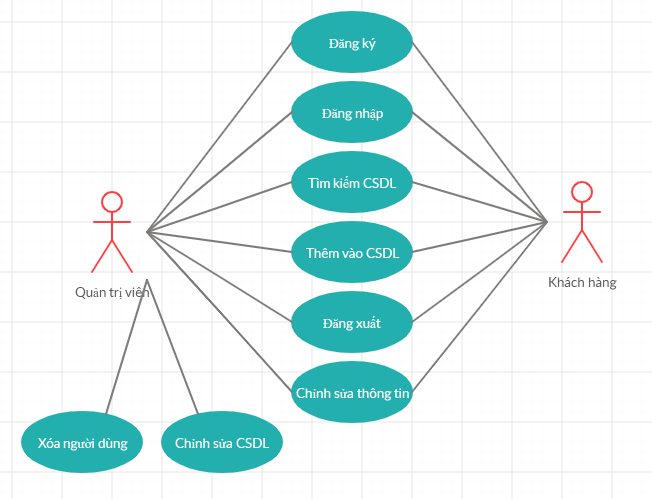 Đăng ký
Đăng nhập
Tìm kiếm CSDL
Thêm vào CSDL
Đăng xuất
Chỉnh sửa thông tin
Quản trị viên
Khách hàng
Xóa người dùng
Chỉnh sửa CSDL